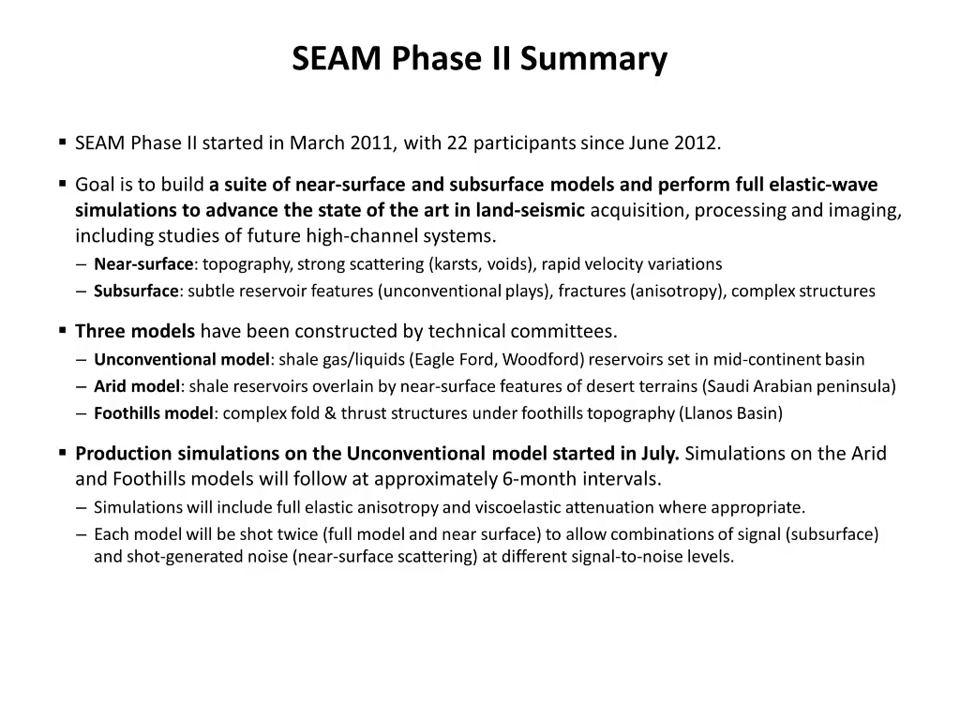 SEAM Phase II Summary
▪ SEAM Phase II started in March 2011, with 22 participants since June 2012.
▪ Goal is to build a suite of near-surface and subsurface models and perform full elastic-wave
simulations to advance the state of the art in land-seismic acquisition, processing and imaging,
including studies of future high-channel systems.
– Near-surface: topography, strong scattering (karsts, voids), rapid velocity variations
– Subsurface: subtle reservoir features (unconventional plays), fractures (anisotropy), complex structures
▪ Three models have been constructed by technical committees.
– Unconventional model: shale gas/liquids (Eagle Ford, Woodford) reservoirs set in mid-continent basin
– Arid model: shale reservoirs overlain by near-surface features of desert terrains (Saudi Arabian peninsula)
– Foothills model: complex fold & thrust structures under foothills topography (Llanos Basin)
▪ Production simulations on the Unconventional model started in July. Simulations on the Arid
and Foothills models will follow at approximately 6-month intervals.
– Simulations will include full elastic anisotropy and viscoelastic attenuation where appropriate.
– Each model will be shot twice (full model and near surface) to allow combinations of signal (subsurface)
and shot-generated noise (near-surface scattering) at different signal-to-noise levels.